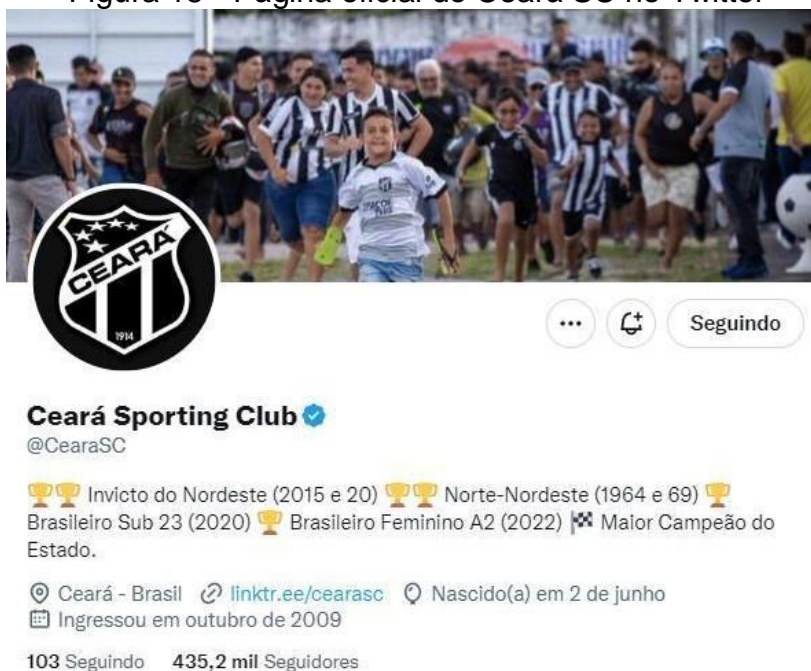 Figura 18 - Página oficial do Ceará SC no Twitter
CEARÁ
1914
Seguindo
Ceará Sporting Club
@CearaSC
🏆🏆 Invicto do Nordeste (2015 e 20) 🏆🏆 Norte-Nordeste (1964 e 69) 🏆
Brasileiro Sub 23 (2020) 🏆 Brasileiro Feminino A2 (2022) 🏁 Maior Campeão do
Estado.
Ceará - Brasil linktr.ee/cearasc Nascido(a) em 2 de junho
Ingressou em outubro de 2009
103 Seguindo 435,2 mil Seguidores